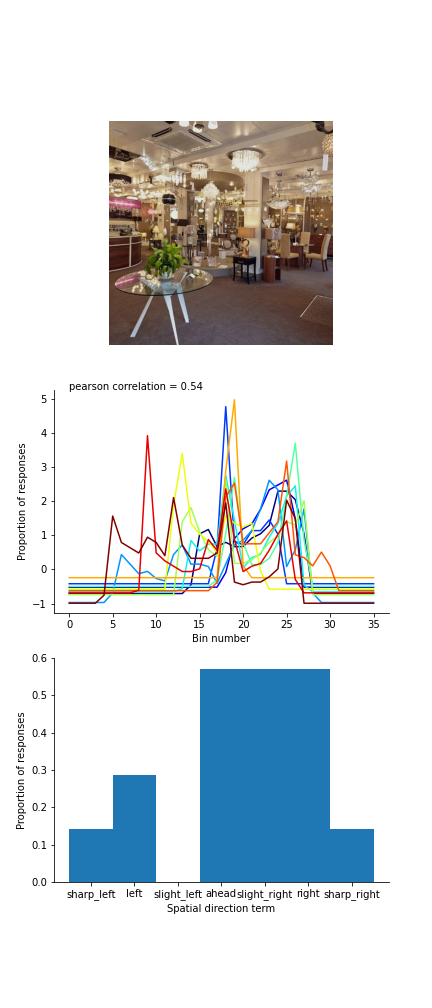 pearson correlation = 0.54
Proportion of responses
5
4
3
2
1
0
−1
0 5 10 15 20 25 30 35
Bin number
Proportion of responses
0.6
0.5
0.4
0.3
0.2
0.1
0.0
sharp_left left slight_left ahead slight_right right sharp_right
Spatial direction term